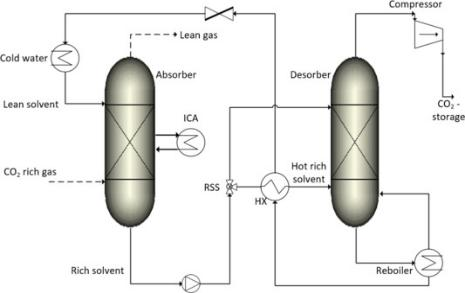 Compressor
Lean gas
Cold water
Absorber
Desorber
CO₂ -
storage
Lean solvent
ICA
CO₂ rich gas
Hot rich
solvent
RSS
HX
Rich solvent
Reboiler